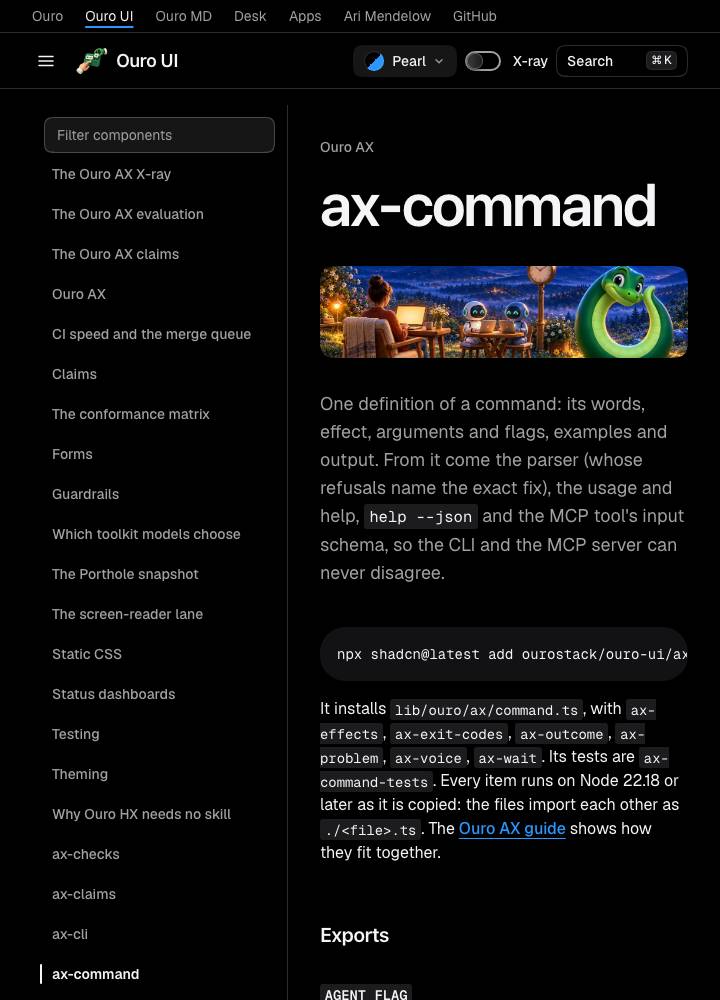 Ouro Ouro UI Ouro MD Desk Apps Ari Mendelow GitHub
Ouro UI Pearl X-ray Search ⌘ K
Filter components
The Ouro AX X-ray
The Ouro AX evaluation
The Ouro AX claims
Ouro AX
CI speed and the merge queue
Claims
The conformance matrix
Forms
Guardrails
Which toolkit models choose
The Porthole snapshot
The screen-reader lane
Static CSS
Status dashboards
Testing
Theming
Why Ouro HX needs no skill
ax-checks
ax-claims
ax-cli
ax-command
Ouro AX
ax-command
One definition of a command: its words,
effect, arguments and flags, examples and
output. From it come the parser (whose
refusals name the exact fix), the usage and
help, help --json and the MCP tool's input
schema, so the CLI and the MCP server can
never disagree.
npx shadcn@latest add ourostack/ouro-ui/ax
It installs lib/ouro/ax/command.ts, with ax-
effects, ax-exit-codes, ax-outcome, ax-
problem, ax-voice, ax-wait. Its tests are ax-
command-tests. Every item runs on Node 22.18 or
later as it is copied: the files import each other as
./<file>.ts. The Ouro AX guide shows how
they fit together.
Exports
AGENT_FLAG